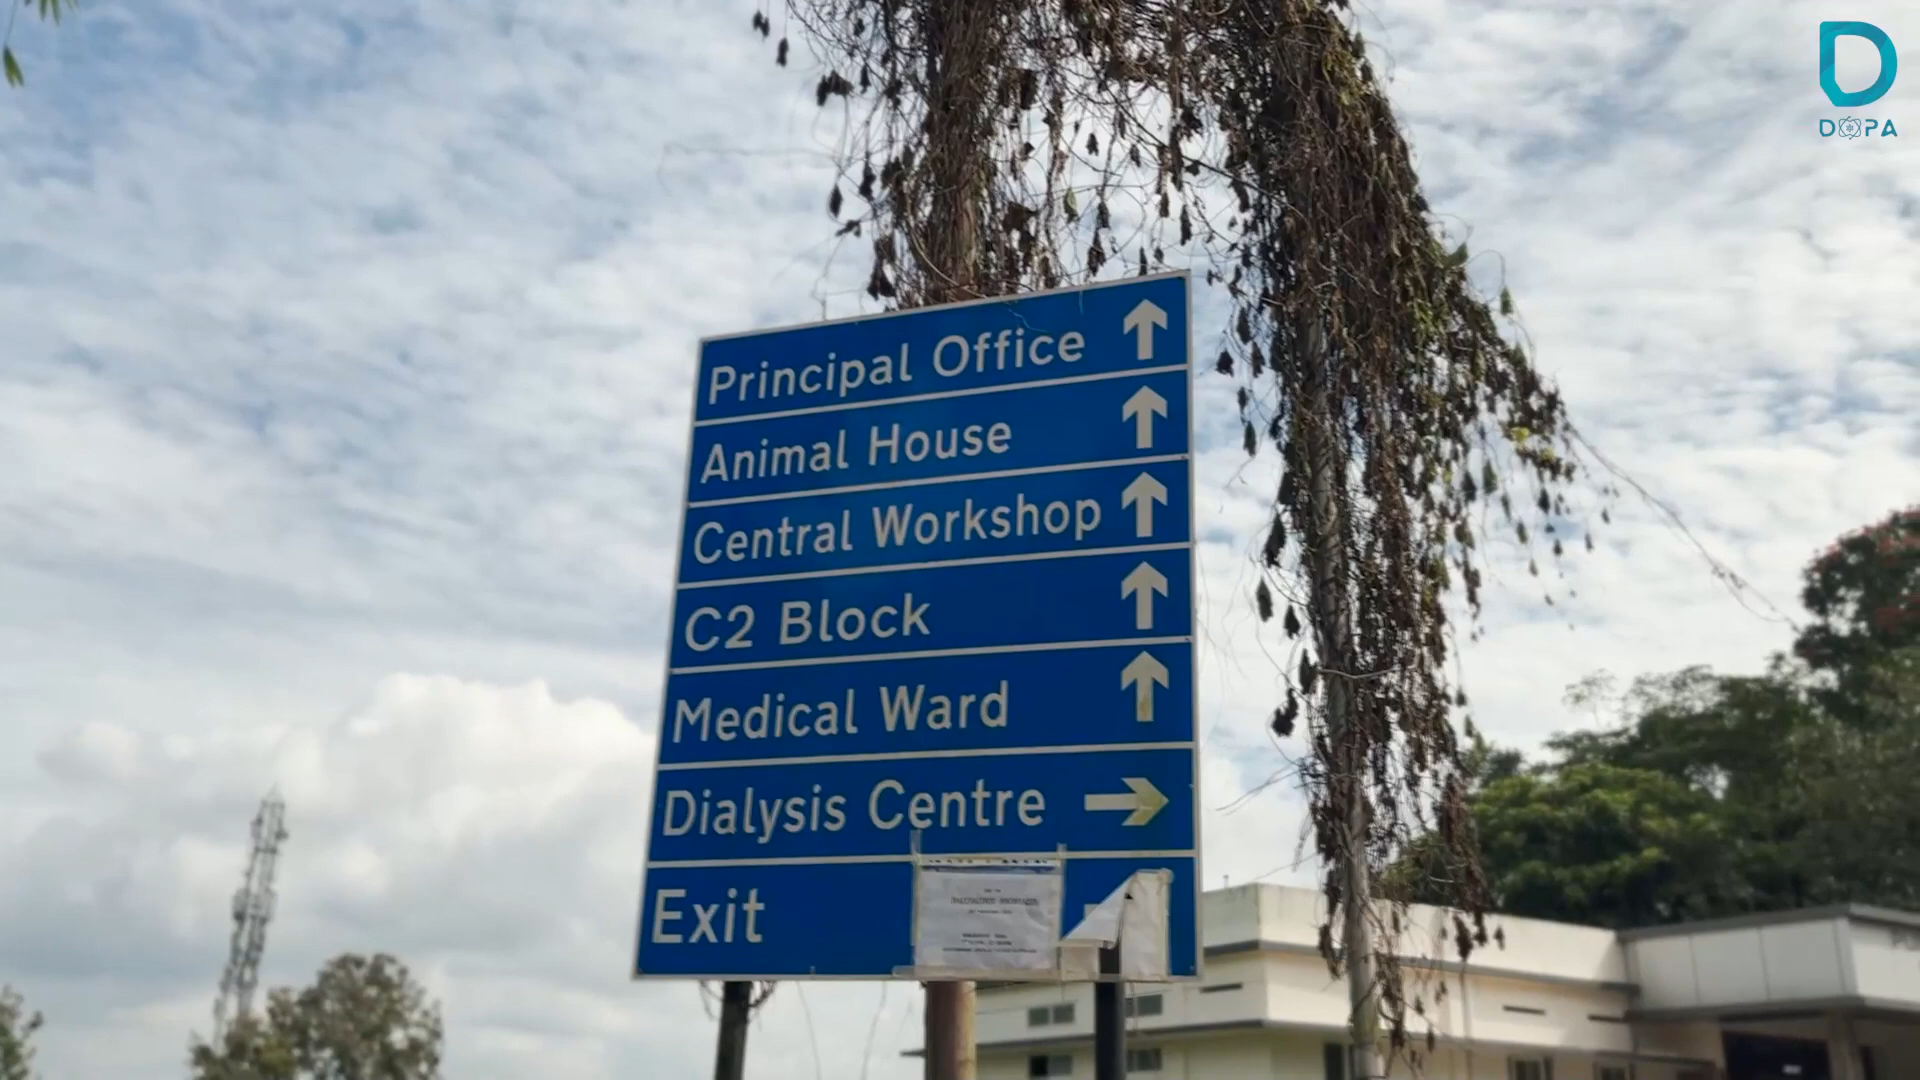 DOPA
Principal Office
Animal House
Central Workshop
C2 Block
Medical Ward
Dialysis Centre
Exit